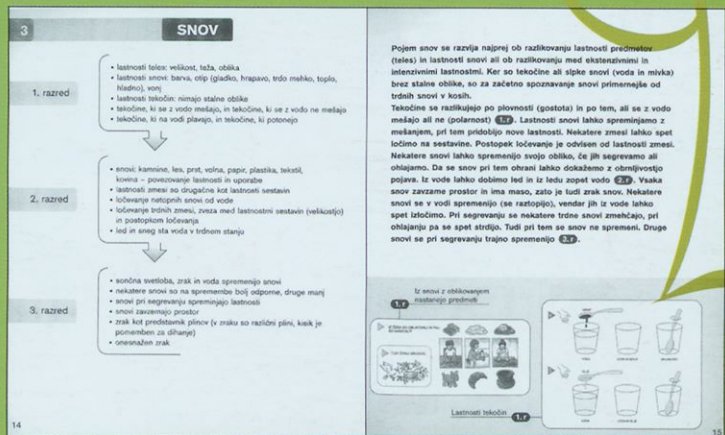 3
SNOV
1. razred
• lastnosti teles: velikost, teža, oblika
• lastnosti snovi: barva, otip (gladko, hrapavo, trdo mehko, toplo,
hladno), vonj
• lastnosti tekočin: nimajo stalne oblike
• tekočine, ki se z vodo mešajo, in tekočine, ki se z vodo ne mešajo
• tekočine, ki na vodi plavajo, in tekočine, ki potonejo
2. razred
• snovi: kamnine, les, prst, volna, papir, plastika, tekstil,
kovina – povezovanje lastnosti in uporabe
• lastnosti zmesi so drugačne kot lastnosti sestavin
• ločevanje netopnih snovi od vode
• ločevanje trdnih zmesi, zveza med lastnostmi sestavin (velikostjo)
in postopkom ločevanja
• led in sneg sta voda v trdnem stanju
3. razred
• sončna svetloba, zrak in voda spremenijo snovi
• nekatere snovi so na spremembe bolj odporne, druge manj
• snovi pri segrevanju spreminjajo lastnosti
• snovi zavzemajo prostor
• zrak kot predstavnik plinov (v zraku so različni plini, kisik je
pomemben za dihanje)
• onesnažen zrak
14
Pojem snov se razvija najprej ob razlikovanju lastnosti predmetov
(teles) in lastnosti snovi ali ob razlikovanju med ekstenzivnimi in
intenzivnimi lastnostmi. Ker so tekočine ali sipke snovi (voda in mivka)
brez stalne oblike, so za začetno spoznavanje snovi primernejše od
trdnih snovi v kosih.
Tekočine se razlikujejo po plovnosti (gostota) in po tem, ali se z vodo
mešajo ali ne (polarnost) 1.r. Lastnosti snovi lahko spreminjamo z
mešanjem, pri tem pridobijo nove lastnosti. Nekatere zmesi lahko spet
ločimo na sestavine. Postopek ločevanje je odvisen od lastnosti zmesi.
Nekatere snovi lahko spremenijo svojo obliko, če jih segrevamo ali
ohlajamo. Da se snov pri tem ohrani lahko dokažemo z obrnljivostjo
pojava. Iz vode lahko dobimo led in iz ledu zopet vodo 2.r. Vsaka
snov zavzame prostor in ima maso, zato je tudi zrak snov. Nekatere
snovi se v vodi spremenijo (se raztopijo), vendar jih iz vode lahko
spet izločimo. Pri segrevanju se nekatere trdne snovi zmehčajo, pri
ohlajanju pa se spet strdijo. Tudi pri tem se snov ne spremeni. Druge
snovi se pri segrevanju trajno spremenijo 3.r.
Iz snovi z oblikovanjem
nastanejo predmeti
1.r
Lastnosti tekočin 1.r
15